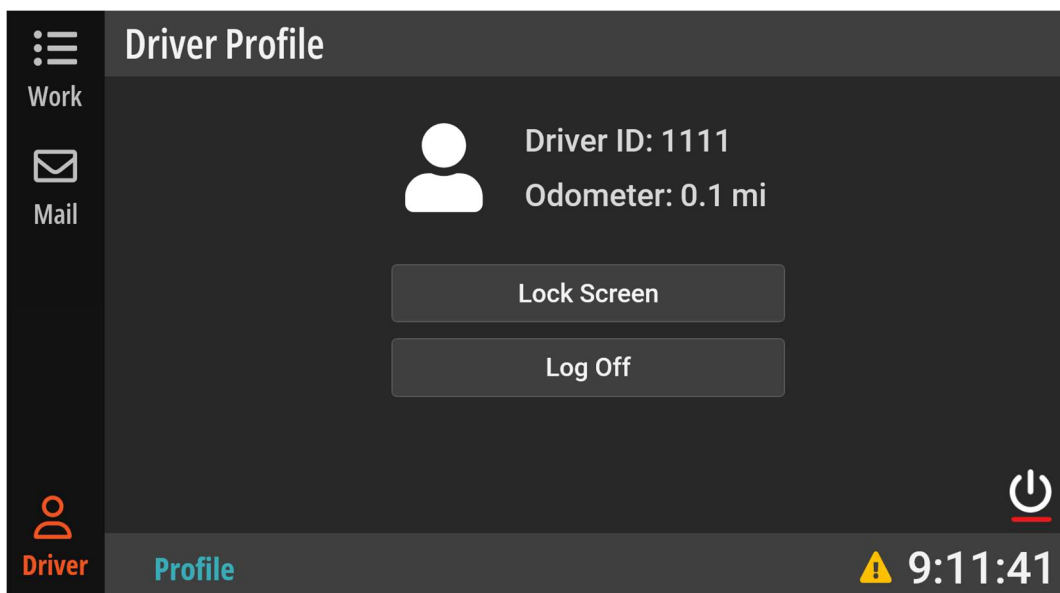 Driver Profile
Work
Mail
Driver ID: 1111
Odometer: 0.1 mi
Lock Screen
Log Off
Driver
Profile
9:11:41